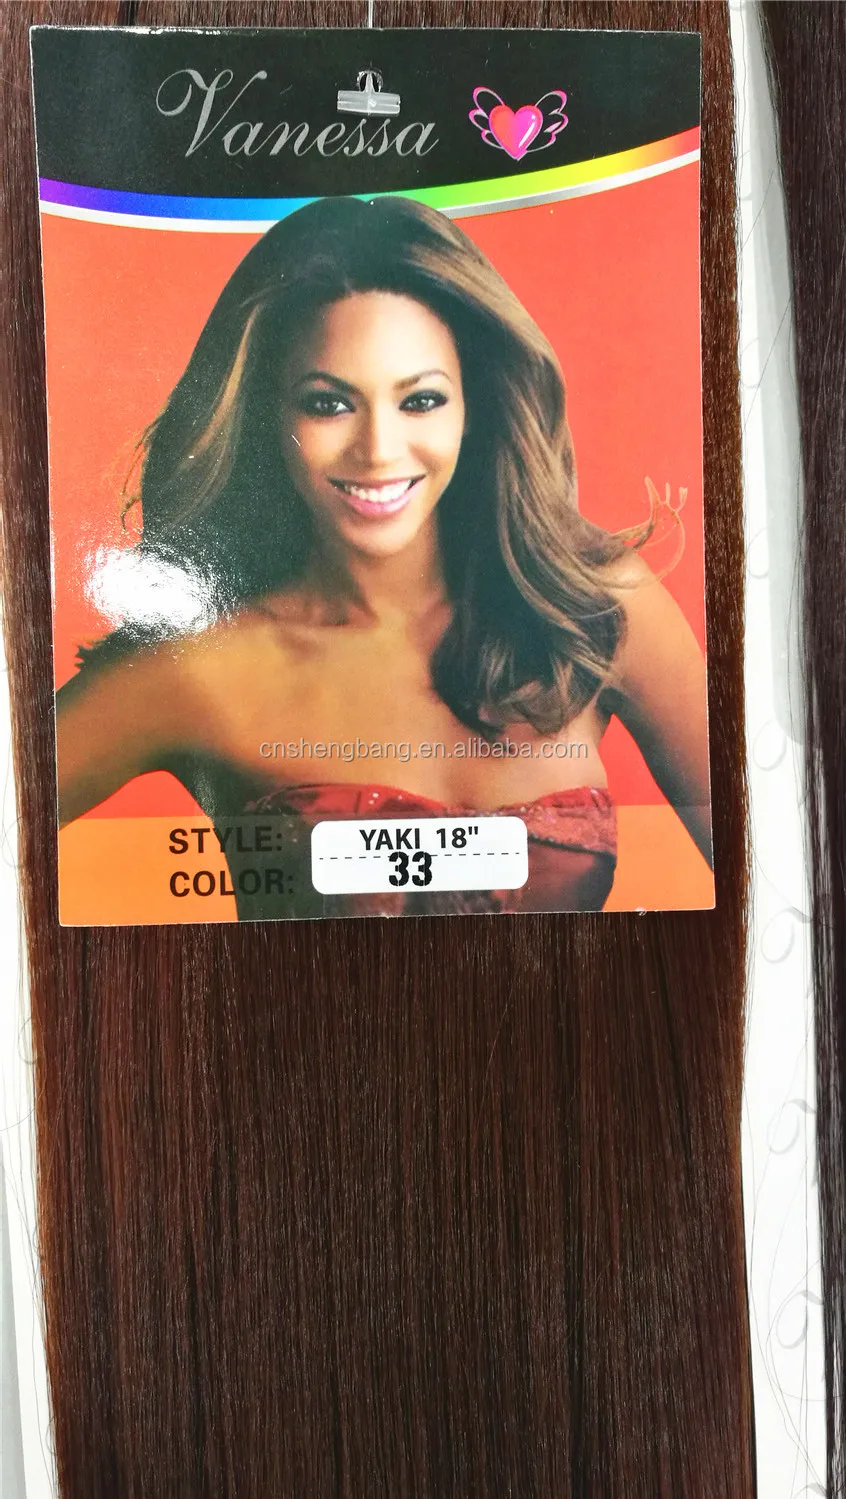 Vanessa
cnshengbang.en.alibaba.com
STYLE: YAKI 18"
COLOR: 33